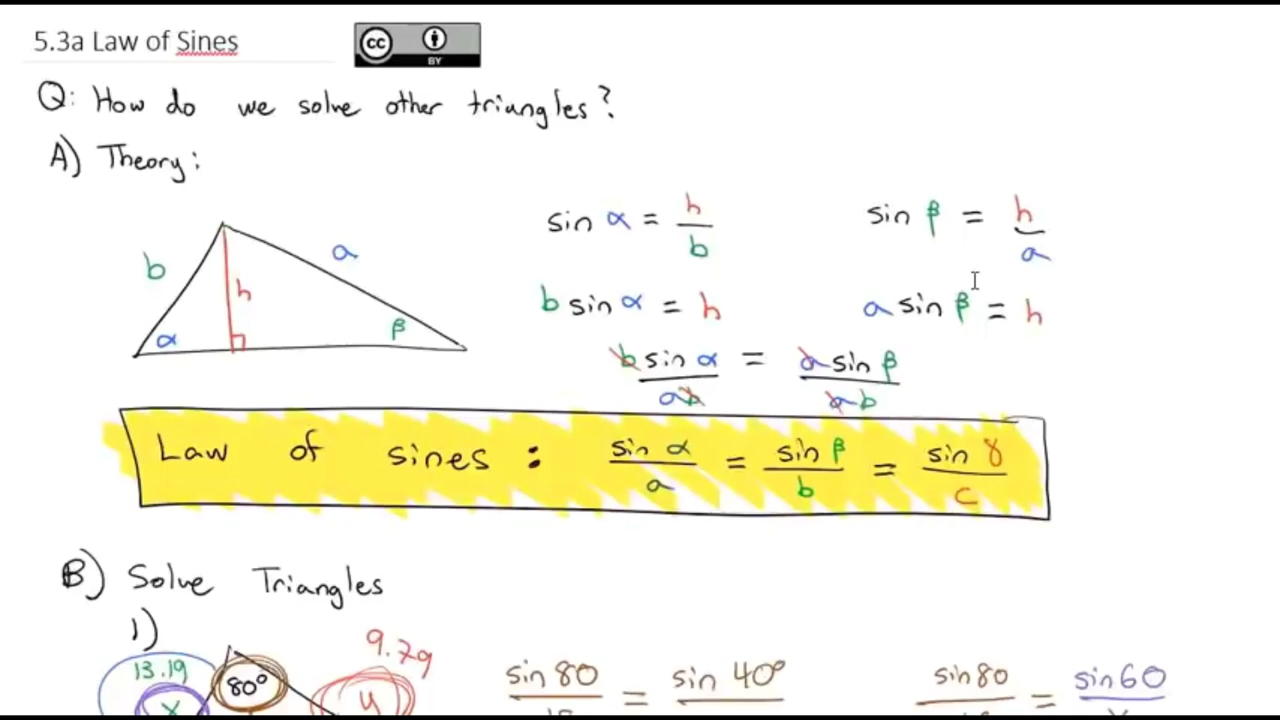 5.3a Law of Sines
cc BY
Q: How do we solve other triangles?
A) Theory:
sin α = h/b sin β = h/a
b a h α β
b sin α = h a sin β = h
b sin α / ab = a sin β / ab
Law of sines : sin α / a = sin β / b = sin γ / c
B) Solve Triangles
1)
9.79
13.19 80° sin 80 = sin 40° sin 80 = sin 60
x y